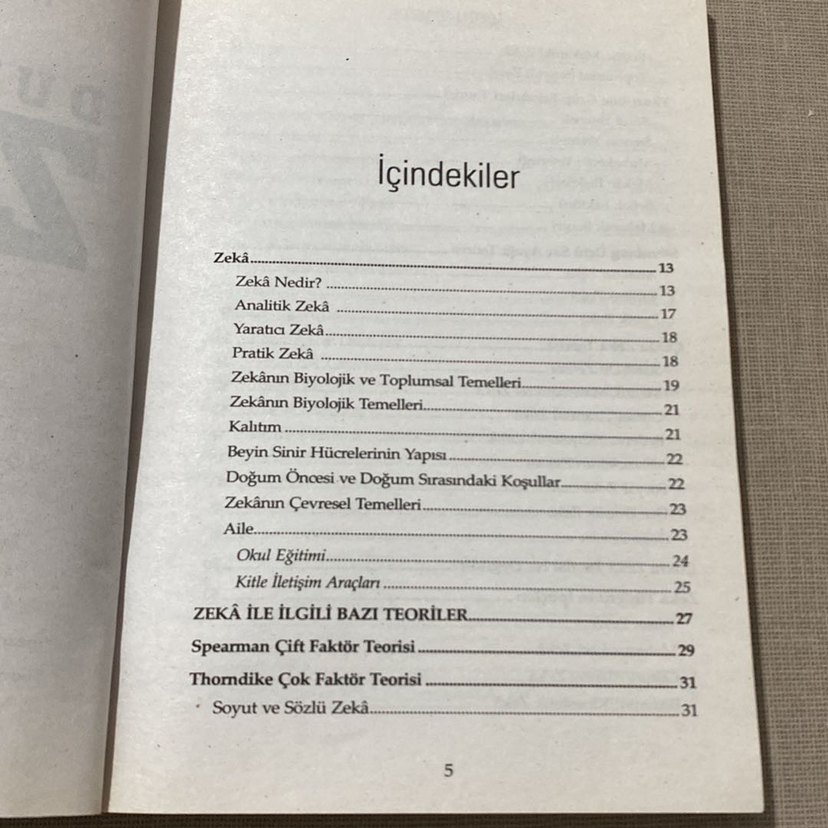 İçindekiler
Zekâ 13
Zekâ Nedir? 13
Analitik Zekâ 17
Yaratıcı Zekâ 18
Pratik Zekâ 18
Zekânın Biyolojik ve Toplumsal Temelleri 19
Zekânın Biyolojik Temelleri 21
Kalıtım 21
Beyin Sinir Hücrelerinin Yapısı 22
Doğum Öncesi ve Doğum Sırasındaki Koşullar 22
Zekânın Çevresel Temelleri 23
Aile 23
Okul Eğitimi 24
Kitle İletişim Araçları 25
ZEKÂ İLE İLGİLİ BAZI TEORİLER 27
Spearman Çift Faktör Teorisi 29
Thorndike Çok Faktör Teorisi 31
Soyut ve Sözlü Zekâ 31
5